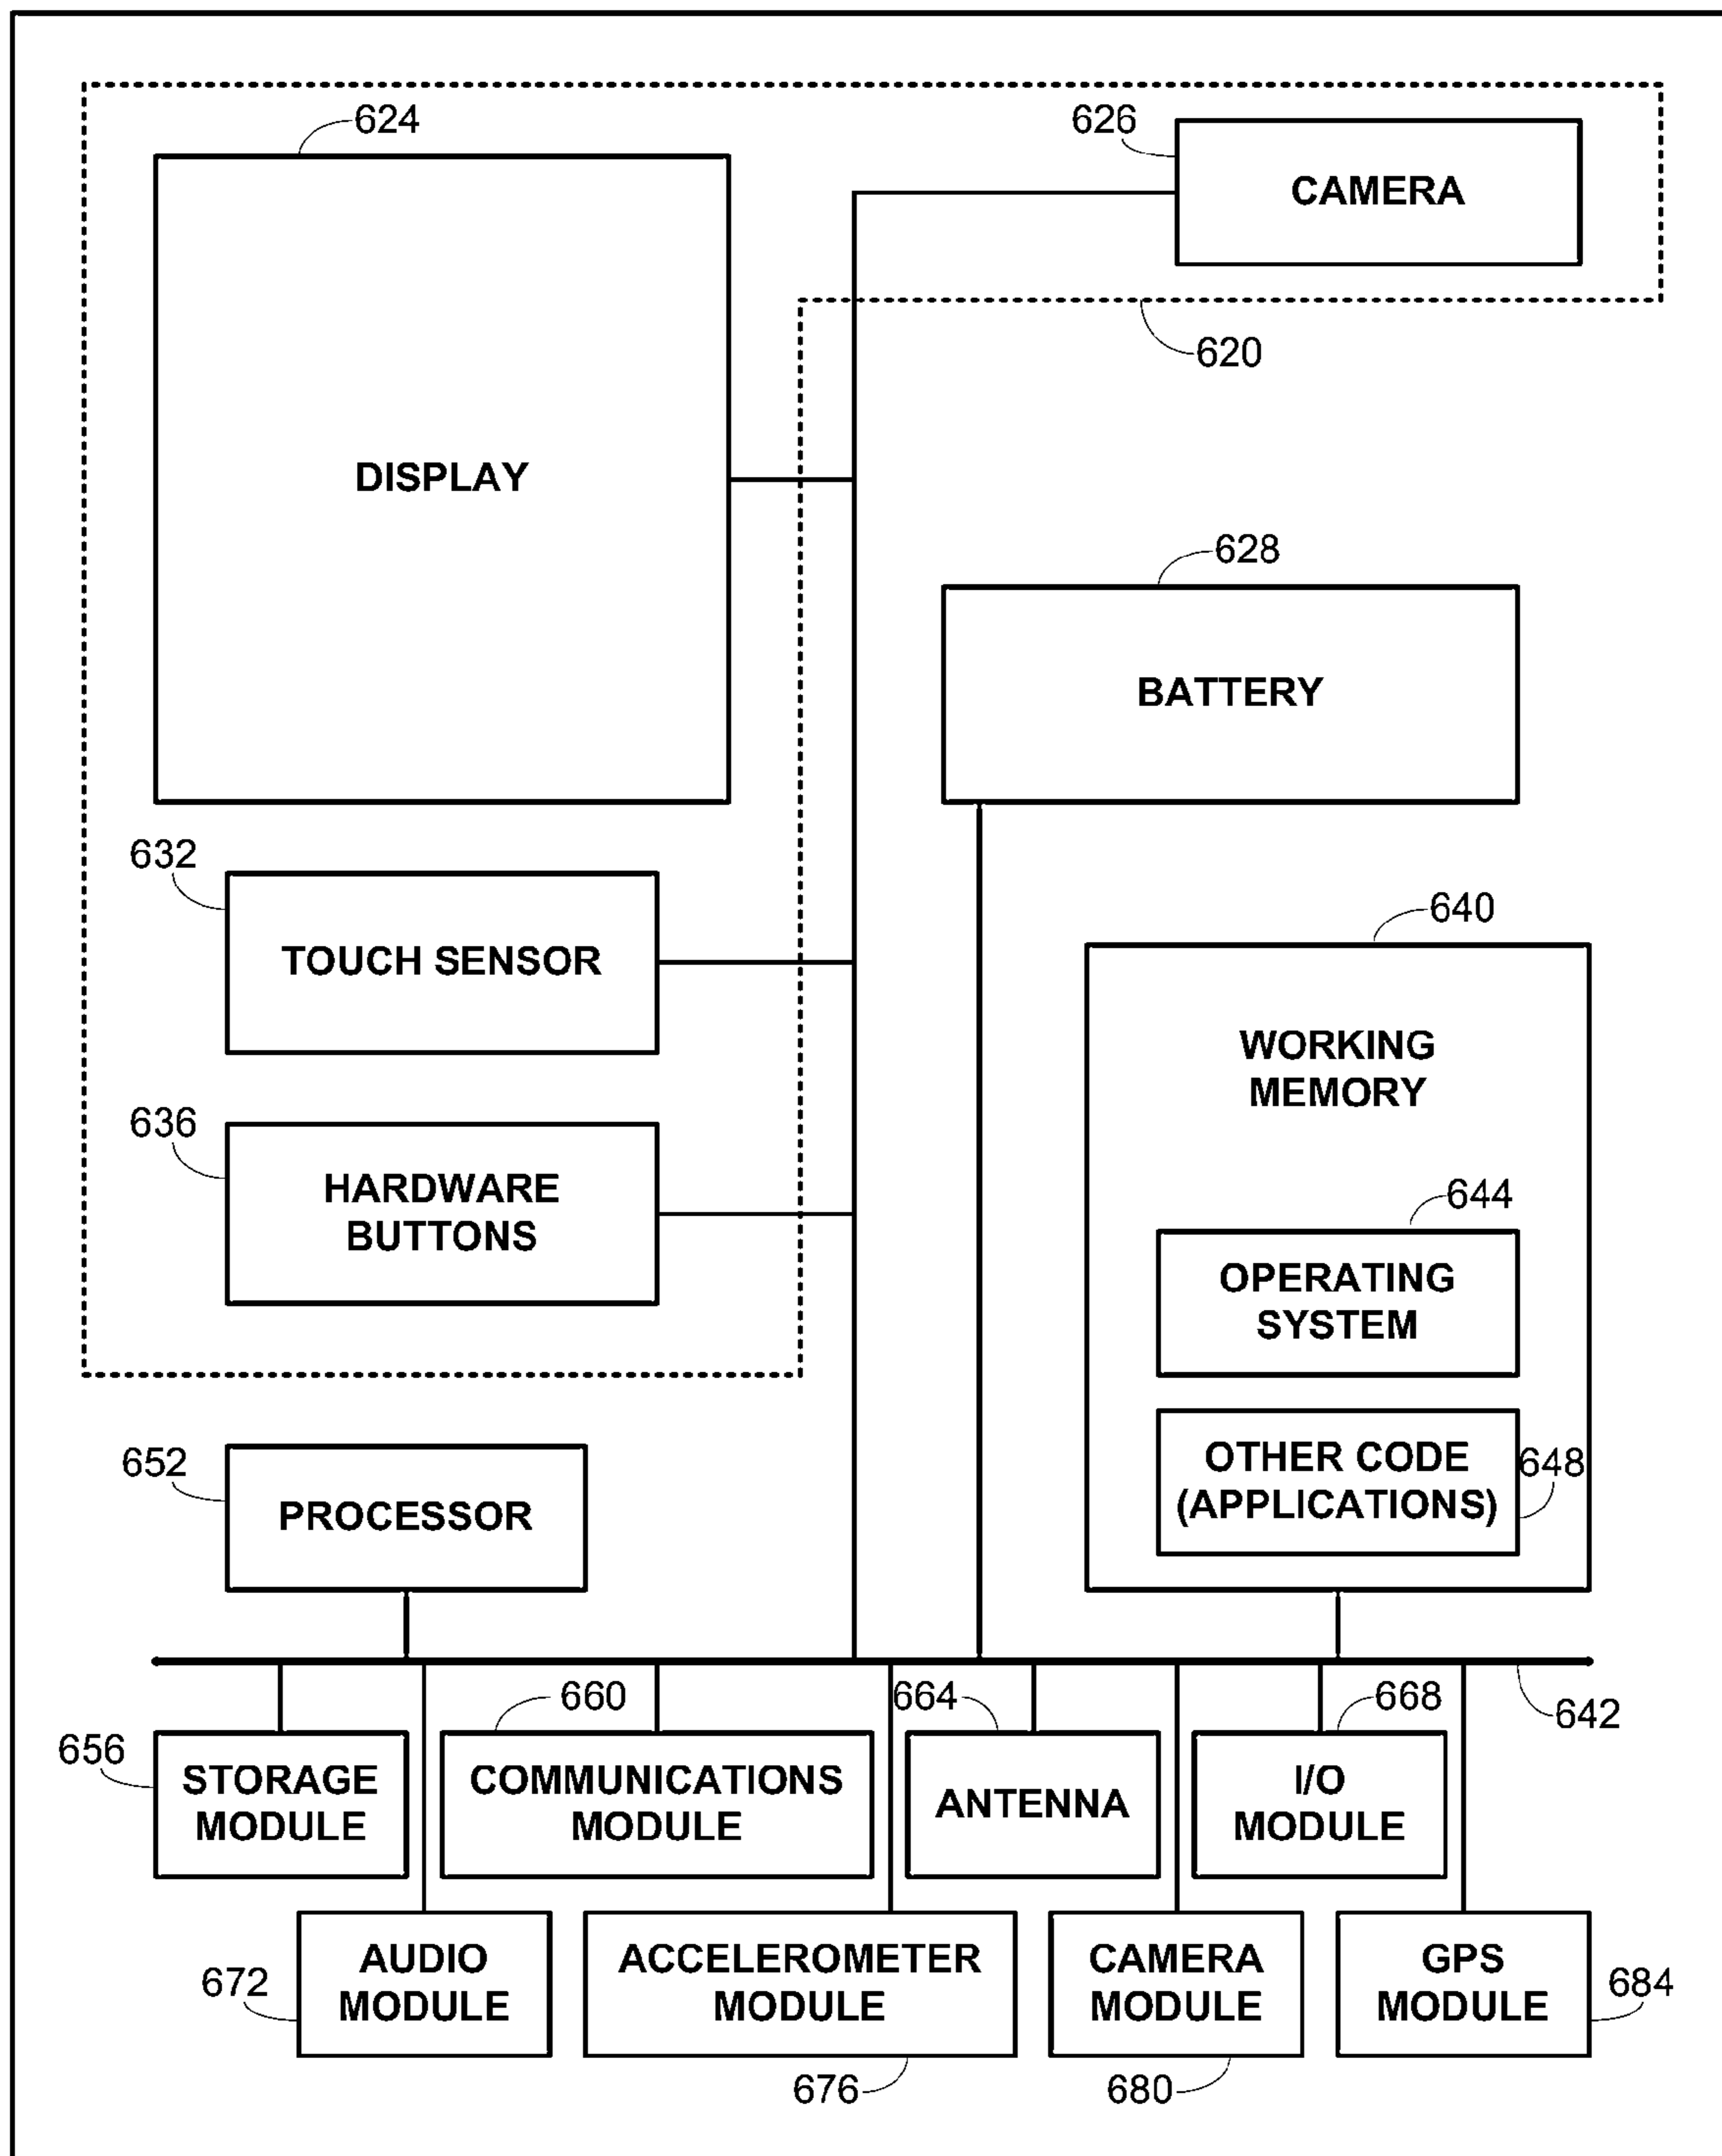 624
626
CAMERA
620
DISPLAY
628
BATTERY
632
TOUCH SENSOR
640
WORKING
MEMORY
636
HARDWARE
BUTTONS
644
OPERATING
SYSTEM
652
PROCESSOR
OTHER CODE
(APPLICATIONS)
648
642
656
STORAGE
MODULE
660
COMMUNICATIONS
MODULE
664
ANTENNA
668
I/O
MODULE
672
AUDIO
MODULE
ACCELEROMETER
MODULE
676
CAMERA
MODULE
680
GPS
MODULE
684